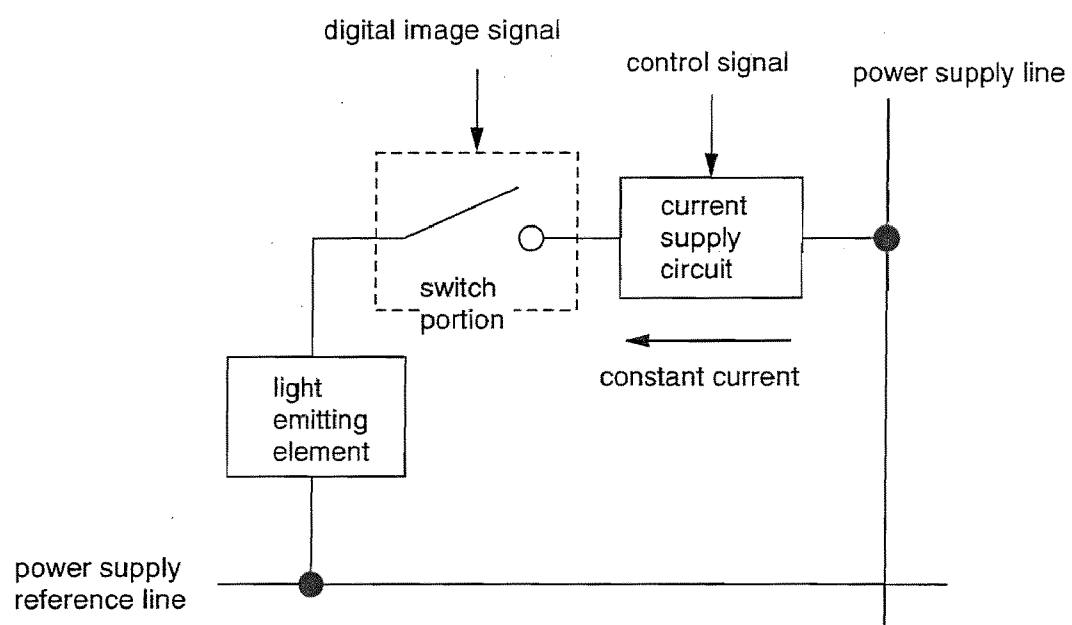 digital image signal
control signal
power supply line
current
supply
circuit
switch
portion
constant current
light
emitting
element
power supply
reference line